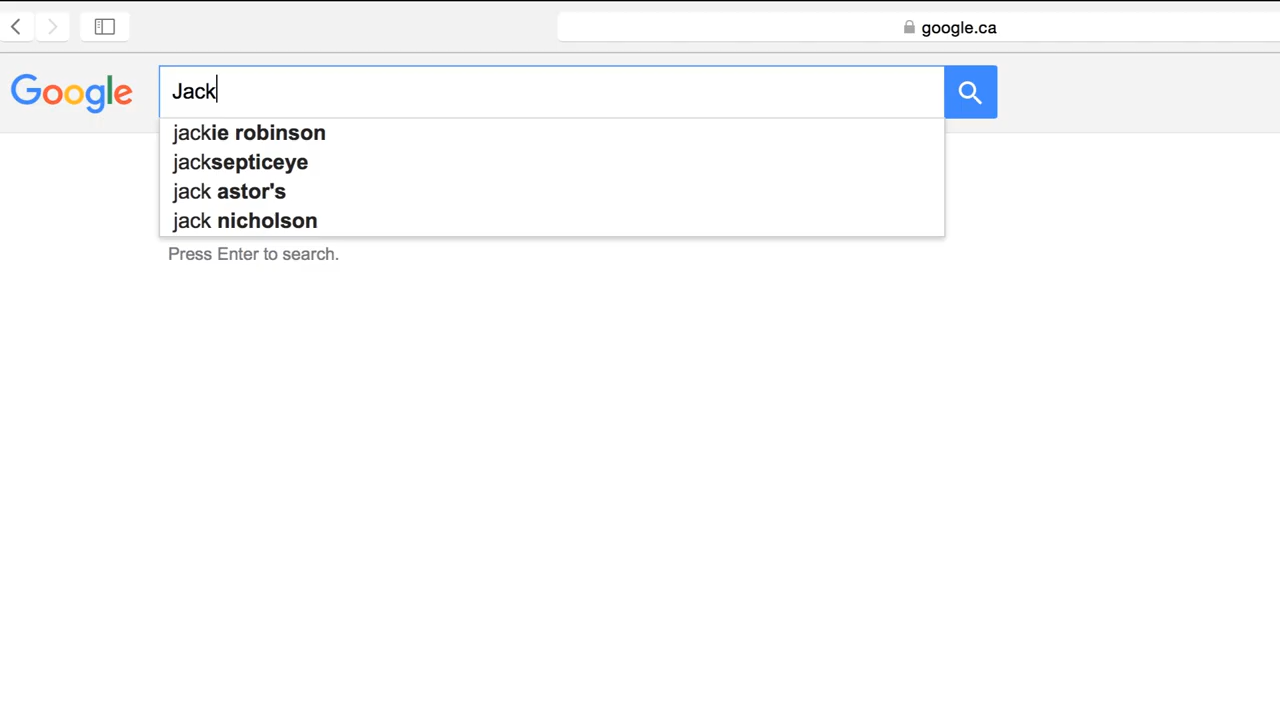 google.ca
Google
Jack
jackie robinson
jacksepticeye
jack astor's
jack nicholson
Press Enter to search.